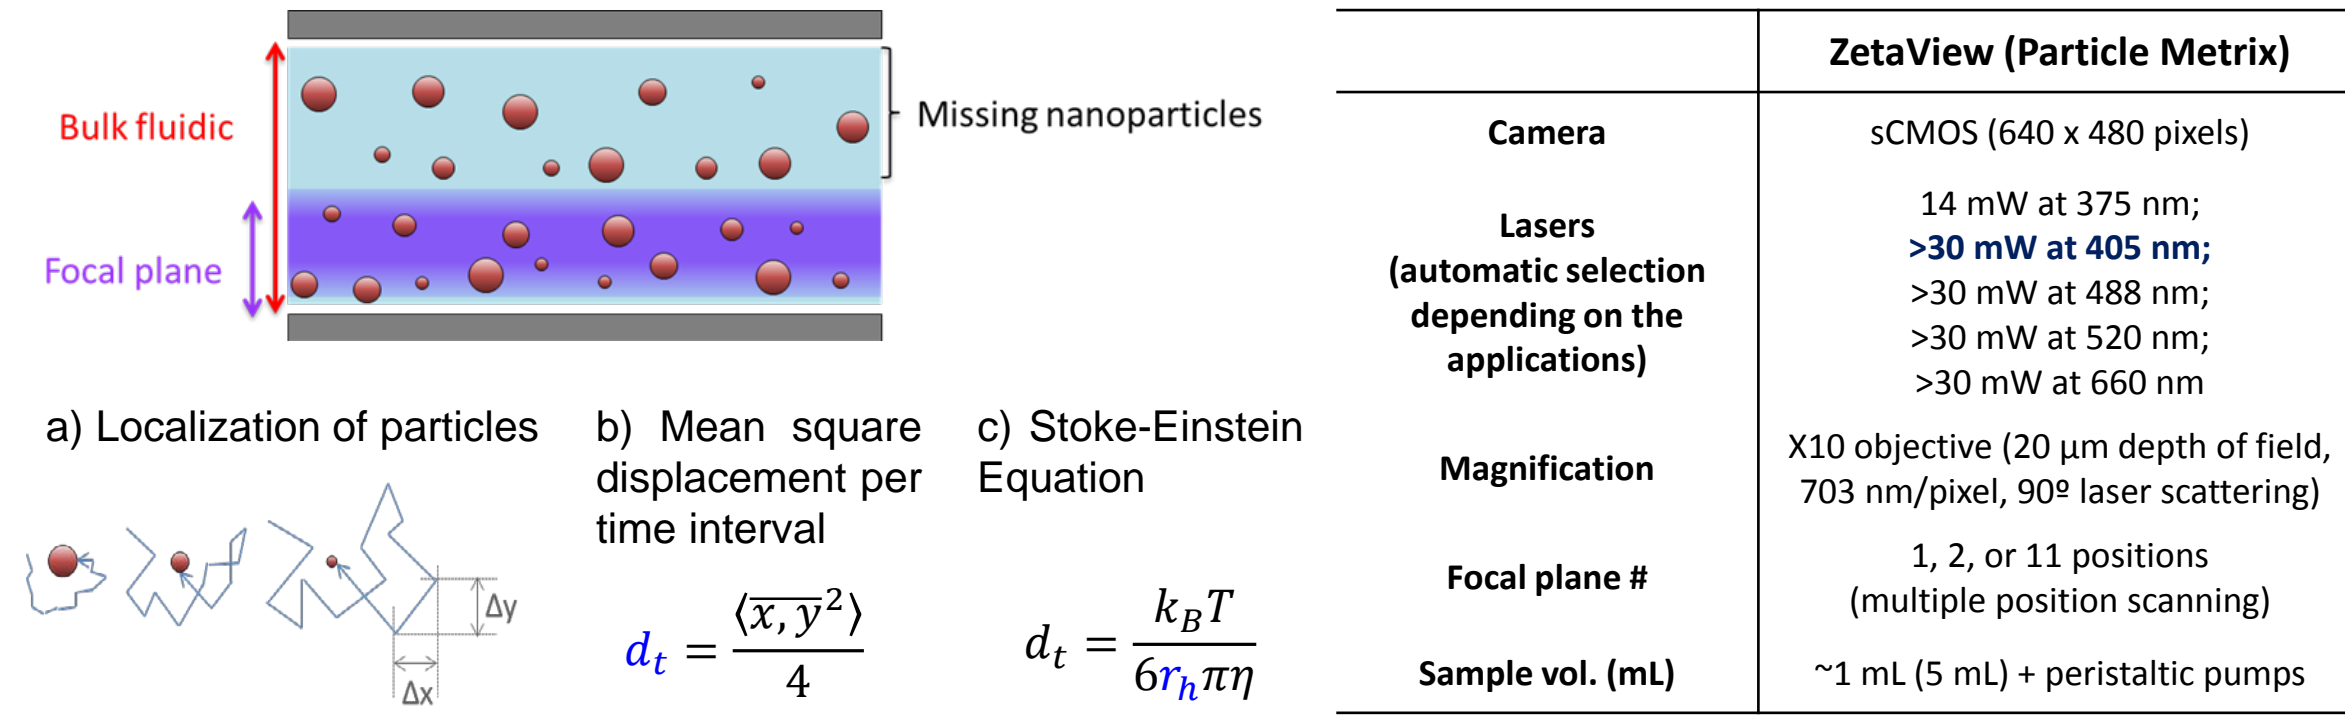 Bulk fluidic
Focal plane
Missing nanoparticles
a) Localization of particles
Δy
Δx
b) Mean square
displacement per
time interval
d_t = ⟨\overline{x, y}^2⟩ / 4
c) Stoke-Einstein
Equation
d_t = k_B T / 6r_hπη
ZetaView (Particle Metrix)
Camera
sCMOS (640 x 480 pixels)
Lasers
(automatic selection
depending on the
applications)
14 mW at 375 nm;
>30 mW at 405 nm;
>30 mW at 488 nm;
>30 mW at 520 nm;
>30 mW at 660 nm
Magnification
X10 objective (20 µm depth of field,
703 nm/pixel, 90º laser scattering)
Focal plane #
1, 2, or 11 positions
(multiple position scanning)
Sample vol. (mL)
~1 mL (5 mL) + peristaltic pumps